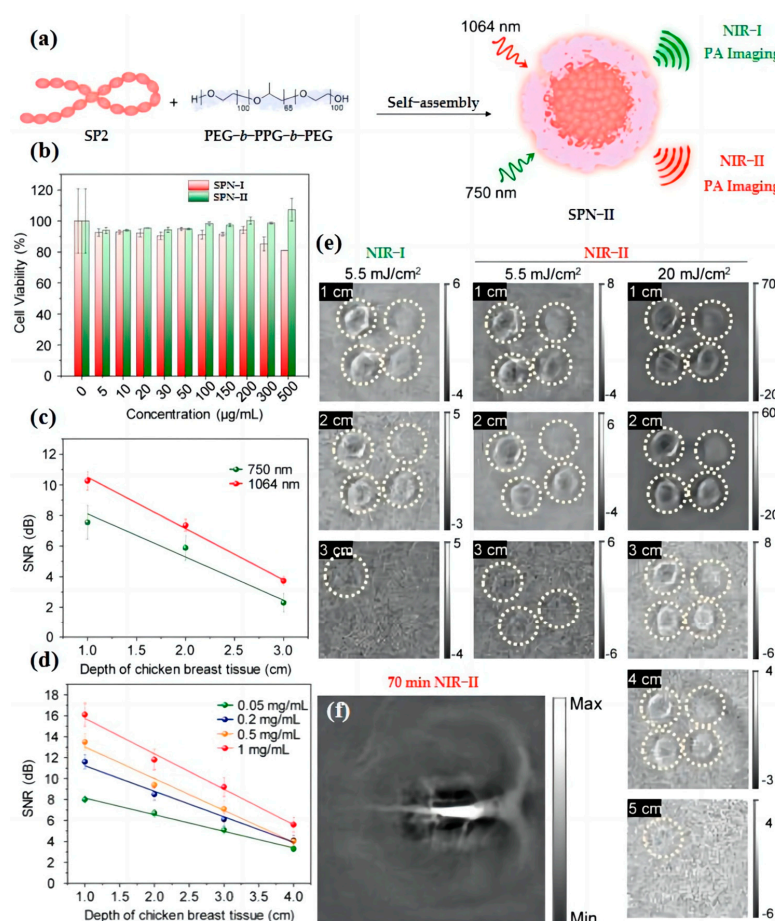 (a)
1064 nm
NIR-I
PA Imaging
H
O
100
O
65
O
100
OH
+
Self-assembly
SP2
PEG-b-PPG-b-PEG
750 nm
NIR-II
PA Imaging
SPN-II
(b)
SPN-I
SPN-II
120
100
80
60
40
20
0
Cell Viability (%)
0 5 10 20 30 50 100 150 200 300 500
Concentration (μg/mL)
(c)
750 nm
1064 nm
12
10
8
6
4
2
0
SNR (dB)
1.0 1.5 2.0 2.5 3.0
Depth of chicken breast tissue (cm)
(d)
0.05 mg/mL
0.2 mg/mL
0.5 mg/mL
1 mg/mL
18
16
14
12
10
8
6
4
2
0
SNR (dB)
1.0 1.5 2.0 2.5 3.0 3.5 4.0
Depth of chicken breast tissue (cm)
(e)
NIR-I
NIR-II
5.5 mJ/cm²
5.5 mJ/cm²
20 mJ/cm²
1 cm
6
-4
1 cm
8
-4
1 cm
70
-20
2 cm
5
-3
2 cm
6
-4
2 cm
60
-20
3 cm
5
-4
3 cm
6
-6
3 cm
8
-6
4 cm
4
-3
5 cm
4
-6
70 min NIR-II
(f)
Max
Min